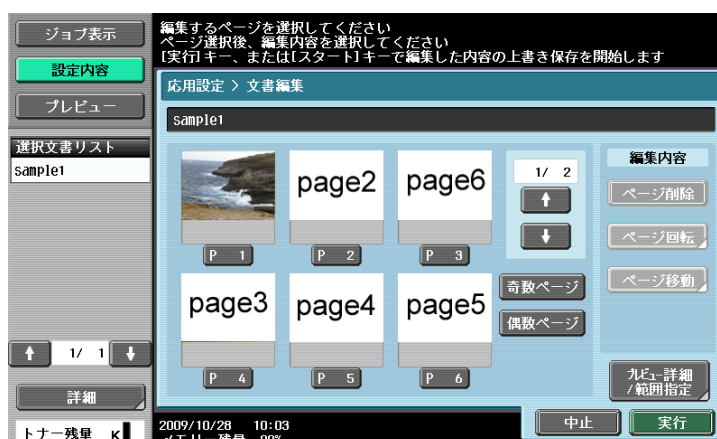 ジョブ表示
設定内容
プレビュー
選択文書リスト
sample1
↑ 1/ 1 ↓
詳細
トナー残量 K
編集するページを選択してください
ページ選択後、編集内容を選択してください
[実行]キー、または[スタート]キーで編集した内容の上書き保存を開始します
応用設定 > 文書編集
sample1
page2
page6
P 1
P 2
P 3
page3
page4
page5
P 4
P 5
P 6
1/ 2
↑
↓
奇数ページ
偶数ページ
編集内容
ページ削除
ページ回転
ページ移動
プレビュー詳細
/範囲指定
2009/10/28 10:03
メモリー残量 99%
中止
実行